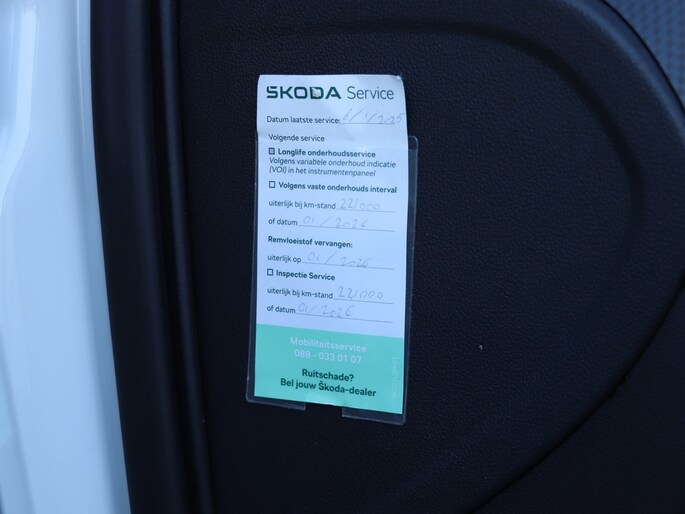 ŠKODA Service
Datum laatste service: 6/1/2025
Volgende service
Longlife onderhoudsservice
Volgens variabele onderhoud indicatie
(VOI) in het instrumentenpaneel
Volgens vaste onderhouds interval
uiterlijk bij km-stand 221000
of datum 01/2026
Remvloeistof vervangen:
uiterlijk op 01/2026
Inspectie Service
uiterlijk bij km-stand 221000
of datum 01/2026
Mobiliteitsservice
088 - 033 01 07
Ruitschade?
Bel jouw Škoda-dealer